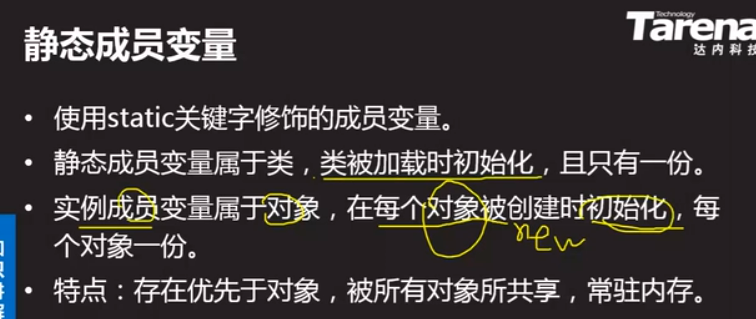 Technology
Tarena
达内科技
静态成员变量
• 使用static关键字修饰的成员变量。
• 静态成员变量属于类，类被加载时初始化，且只有一份。
• 实例成员变量属于对象，在每个对象被创建时初始化，每
个对象一份。
new
• 特点：存在优先于对象，被所有对象所共享，常驻内存。